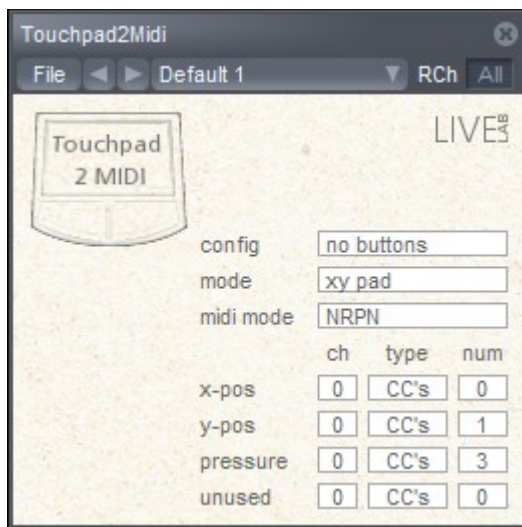 Touchpad2Midi
File Default 1 RCh All
Touchpad
2 MIDI
LIVE LAB
config no buttons
mode xy pad
midi mode NRPN
ch type num
x-pos 0 CC's 0
y-pos 0 CC's 1
pressure 0 CC's 3
unused 0 CC's 0